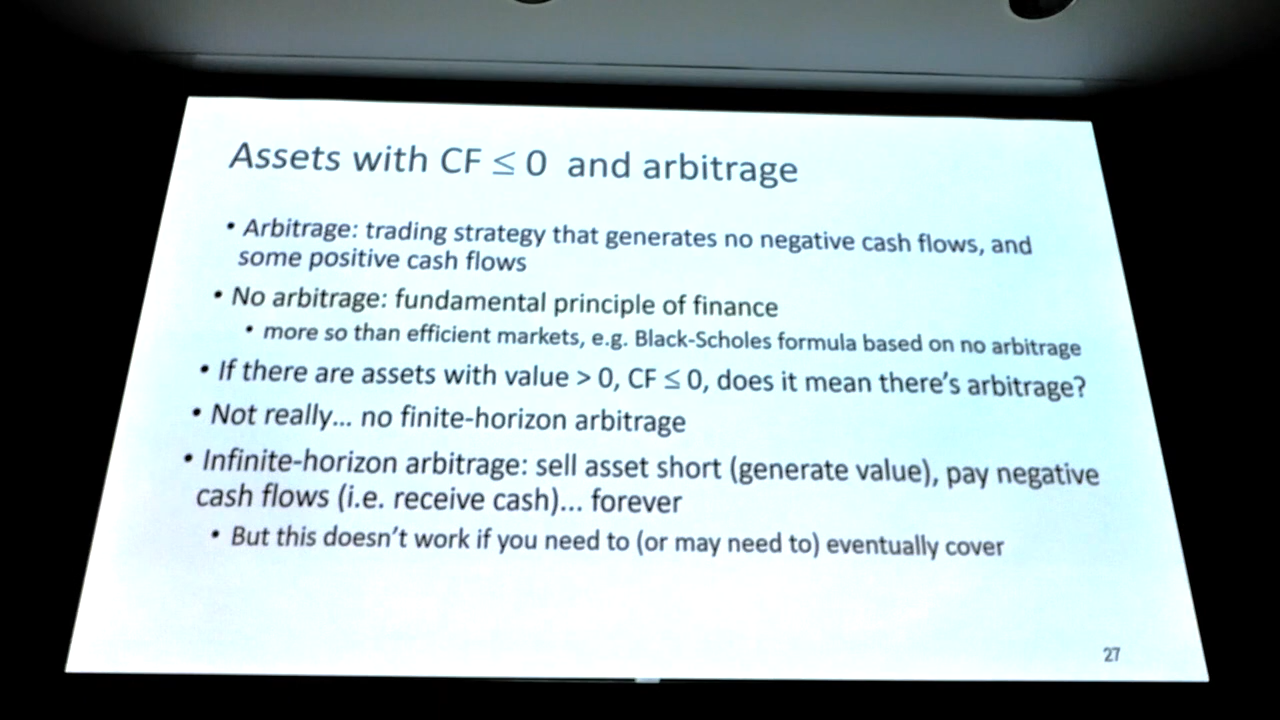 Assets with CF ≤ 0 and arbitrage
• Arbitrage: trading strategy that generates no negative cash flows, and
some positive cash flows
• No arbitrage: fundamental principle of finance
• more so than efficient markets, e.g. Black-Scholes formula based on no arbitrage
• If there are assets with value > 0, CF ≤ 0, does it mean there's arbitrage?
• Not really... no finite-horizon arbitrage
• Infinite-horizon arbitrage: sell asset short (generate value), pay negative
cash flows (i.e. receive cash)... forever
• But this doesn't work if you need to (or may need to) eventually cover
27